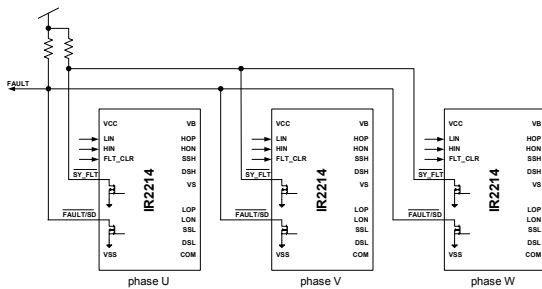 FAULT
VCC
LIN
HIN
FLT_CLR
SY_FLT
FAULT/SD
VSS
IR2214
VB
HOP
HON
SSH
DSH
VS
LOP
LON
SSL
DSL
COM
phase U
VCC
LIN
HIN
FLT_CLR
SY_FLT
FAULT/SD
VSS
IR2214
VB
HOP
HON
SSH
DSH
VS
LOP
LON
SSL
DSL
COM
phase V
VCC
LIN
HIN
FLT_CLR
SY_FLT
FAULT/SD
VSS
IR2214
VB
HOP
HON
SSH
DSH
VS
LOP
LON
SSL
DSL
COM
phase W